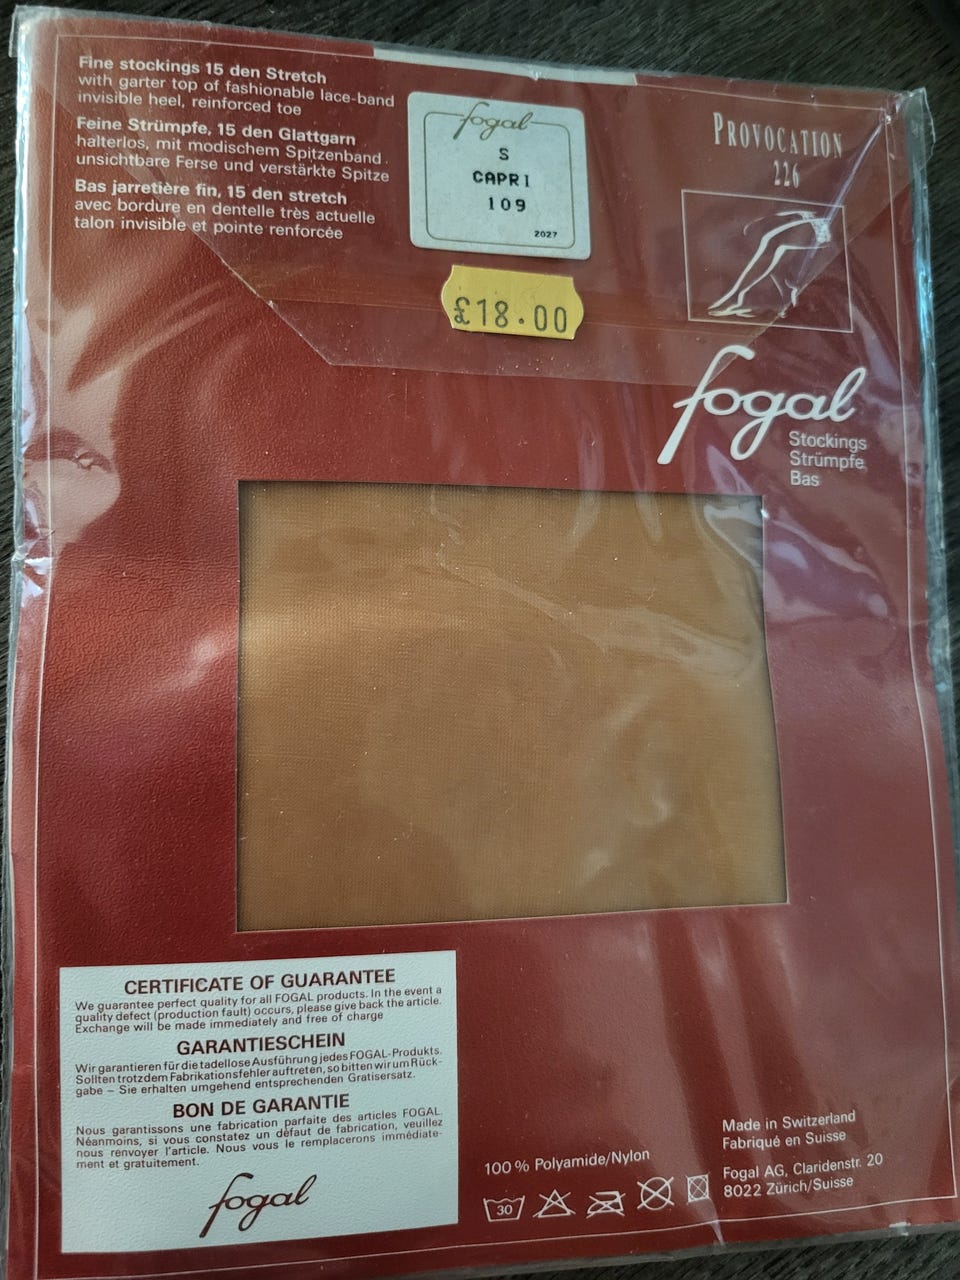 Fine stockings 15 den Stretch
with garter top of fashionable lace-band
invisible heel, reinforced toe
Feine Strümpfe, 15 den Glattgarn
halterlos, mit modischem Spitzenband.
unsichtbare Ferse und verstärkte Spitze
Bas jarretière fin, 15 den stretch
avec bordure en dentelle très actuelle
talon invisible et pointe renforcée
fogal
S
CAPRI
109
2027
£18.00
PROVOCATION
226
fogal
Stockings
Strümpfe
Bas
CERTIFICATE OF GUARANTEE
We guarantee perfect quality for all FOGAL products. In the event a
quality defect (production fault) occurs, please give back the article.
Exchange will be made immediately and free of charge
GARANTIESCHEIN
Wir garantieren für die tadellose Ausführung jedes FOGAL-Produkts.
Sollten trotzdem Fabrikationsfehler auftreten, so bitten wir um Rück-
gabe – Sie erhalten umgehend entsprechenden Gratisersatz.
BON DE GARANTIE
Nous garantissons une fabrication parfaite des articles FOGAL.
Néanmoins, si vous constatez un défaut de fabrication, veuillez
nous renvoyer l'article. Nous vous le remplacerons immédiate-
ment et gratuitement.
fogal
100 % Polyamide/Nylon
30
Made in Switzerland
Fabriqué en Suisse
Fogal AG, Claridenstr. 20
8022 Zürich/Suisse